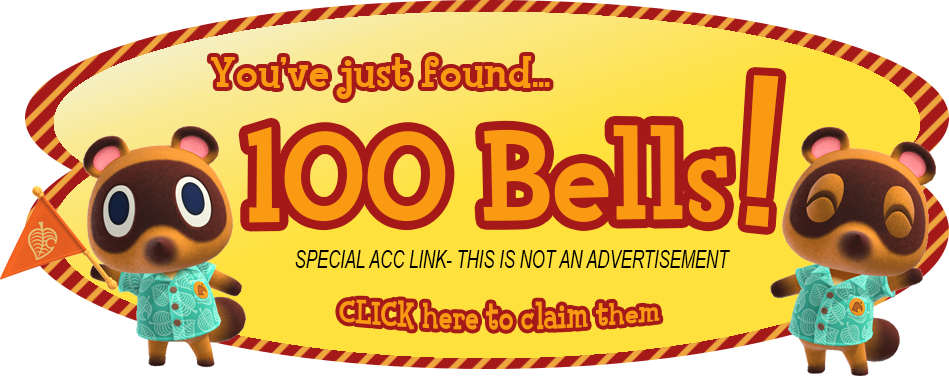 You've just found...
100 Bells!
SPECIAL ACC LINK- THIS IS NOT AN ADVERTISEMENT
CLICK here to claim them